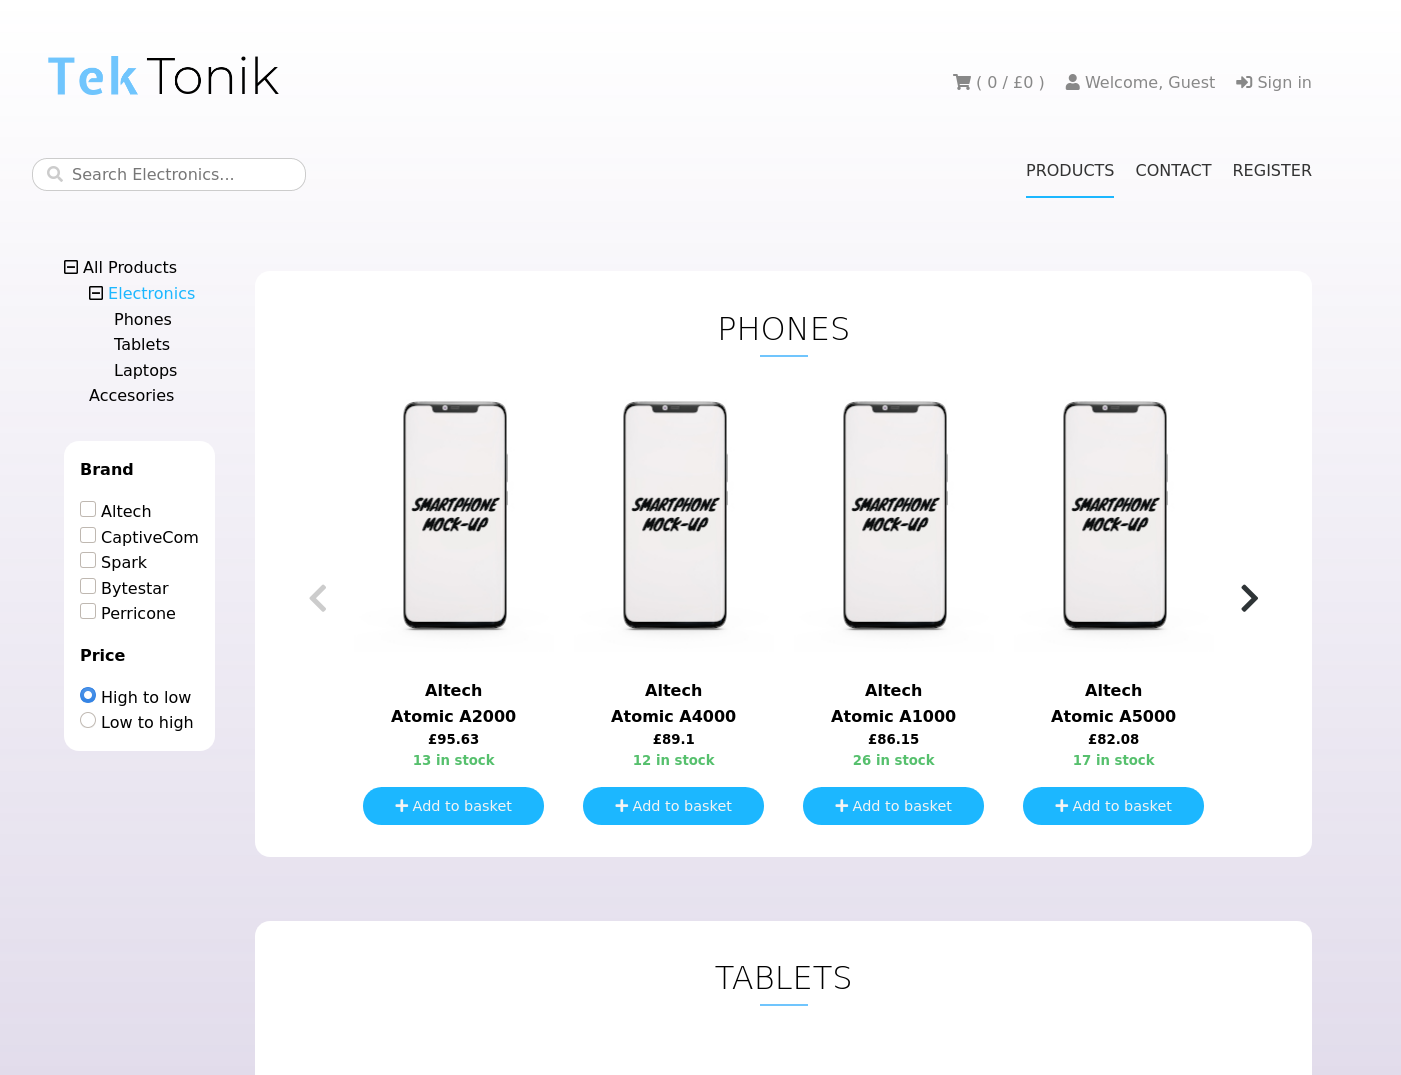 Tek Tonik
( 0 / £0 ) Welcome, Guest Sign in
Search Electronics...
PRODUCTS CONTACT REGISTER
All Products
Electronics
Phones
Tablets
Laptops
Accesories
Brand
Altech
CaptiveCom
Spark
Bytestar
Perricone
Price
High to low
Low to high
PHONES
SMARTPHONE MOCK-UP
SMARTPHONE MOCK-UP
SMARTPHONE MOCK-UP
SMARTPHONE MOCK-UP
Altech
Atomic A2000
£95.63
13 in stock
Add to basket
Altech
Atomic A4000
£89.1
12 in stock
Add to basket
Altech
Atomic A1000
£86.15
26 in stock
Add to basket
Altech
Atomic A5000
£82.08
17 in stock
Add to basket
TABLETS